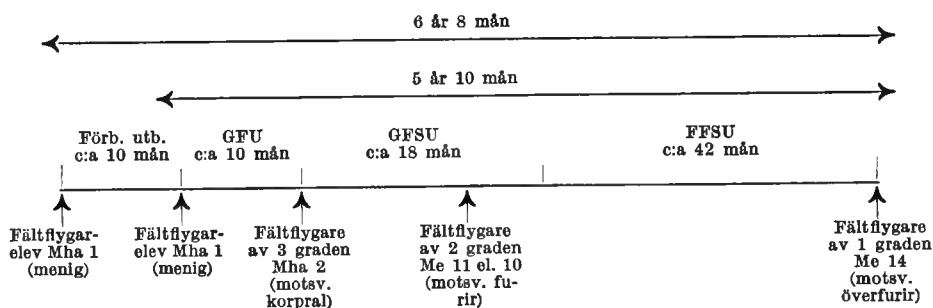 6 år 8 mån
5 år 10 mån
Förb. utb.
c:a 10 mån
GFU
c:a 10 mån
GFSU
c:a 18 mån
FFSU
c:a 42 mån
Fältflygar-
elev Mha 1
(menig)
Fältflygar-
elev Mha 1
(menig)
Fältflygare
av 3 graden
Mha 2
(motsv.
korpral)
Fältflygare
av 2 graden
Me 11 el. 10
(motsv. fu-
rir)
Fältflygare
av 1 graden
Me 14
(motsv.
överfurir)